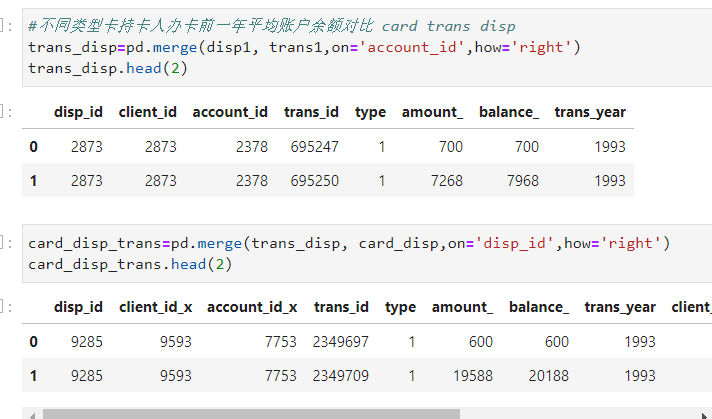 #不同类型卡持卡人办卡前一年平均账户余额对比 card trans disp
trans_disp=pd.merge(disp1, trans1,on='account_id',how='right')
trans_disp.head(2)
disp_id client_id account_id trans_id type amount_ balance_ trans_year
0 2873 2873 2378 695247 1 700 700 1993
1 2873 2873 2378 695250 1 7268 7968 1993
card_disp_trans=pd.merge(trans_disp, card_disp,on='disp_id',how='right')
card_disp_trans.head(2)
disp_id client_id_x account_id_x trans_id type amount_ balance_ trans_year client_
0 9285 9593 7753 2349697 1 600 600 1993
1 9285 9593 7753 2349709 1 19588 20188 1993